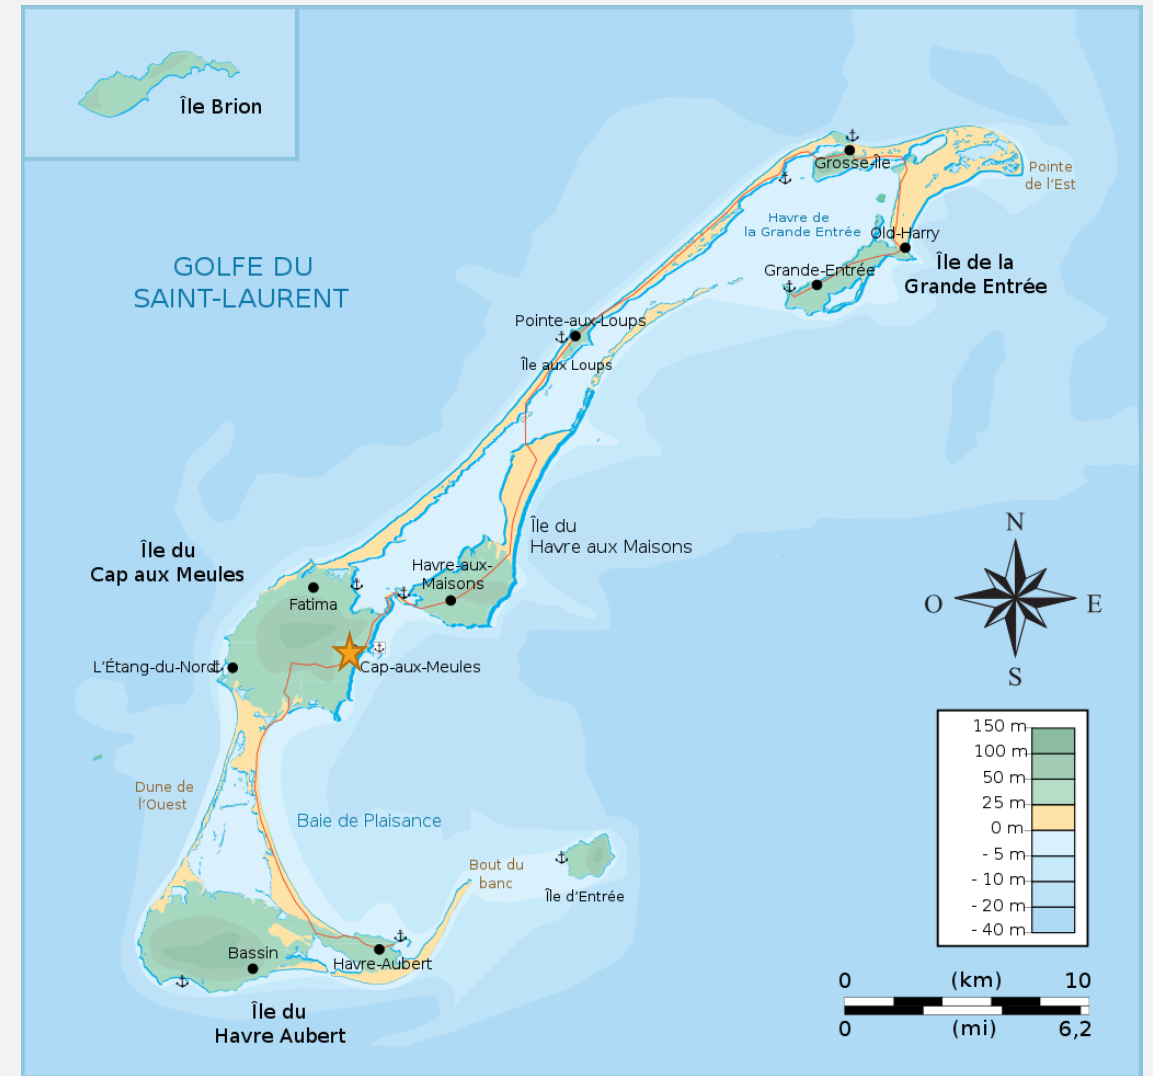 Île Brion
Grosse-Île
Pointe
de l’Est
Havre de
la Grande Entrée
Old-Harry
GOLFE DU
SAINT-LAURENT
Île de la
Grande Entrée
Grande-Entrée
Pointe-aux-Loups
Île aux Loups
Île du
Havre aux Maisons
N
O
E
S
Île du
Cap aux Meules
Havre-aux-
Maisons
Fatima
L’Étang-du-Nord
Cap-aux-Meules
150 m
100 m
50 m
25 m
0 m
- 5 m
- 10 m
- 20 m
- 40 m
Dune de
l’Ouest
Baie de Plaisance
Bout du
banc
Île d’Entrée
Bassin
Havre-Aubert
Île du
Havre Aubert
0 (km) 10
0 (mi) 6,2